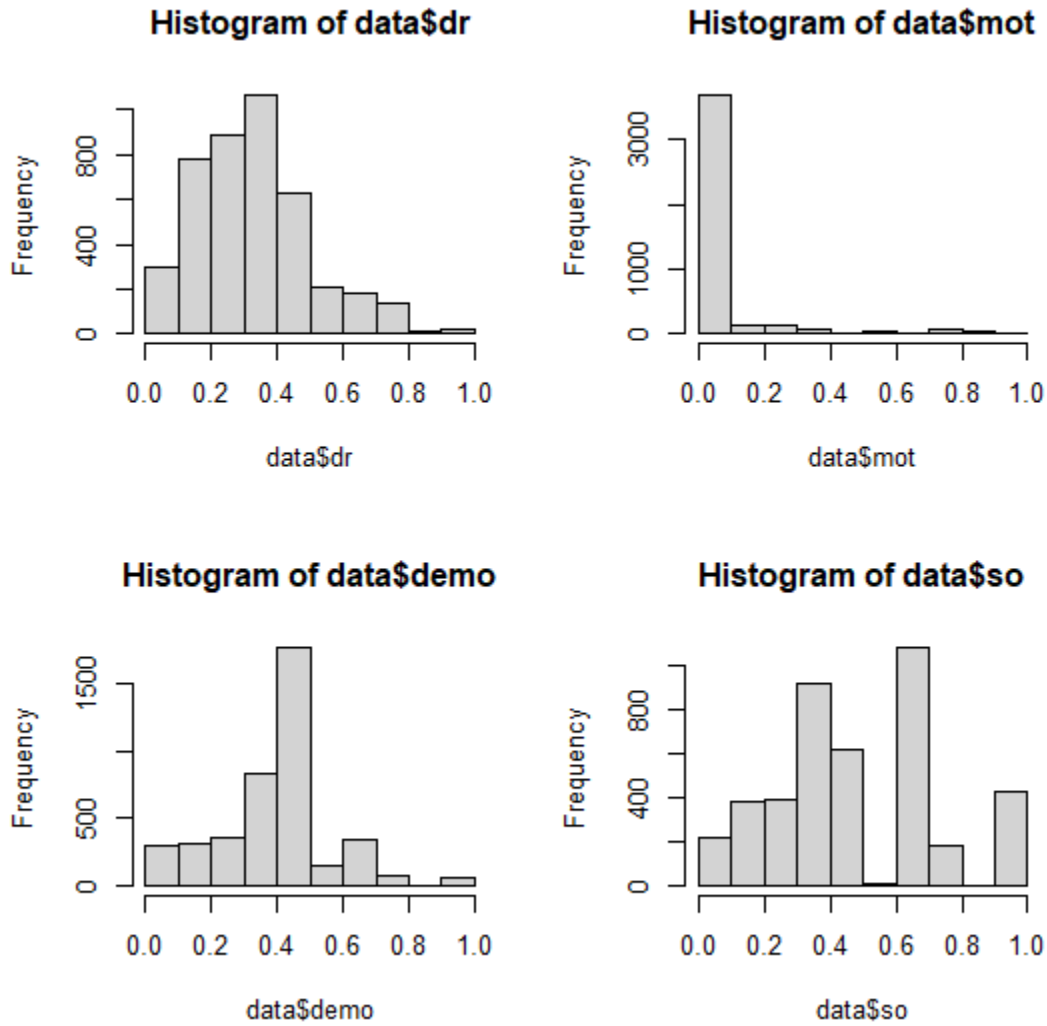 Histogram of data$dr
Frequency
0
400
800
0.0 0.2 0.4 0.6 0.8 1.0
data$dr
Histogram of data$mot
Frequency
0
1000
3000
0.0 0.2 0.4 0.6 0.8 1.0
data$mot
Histogram of data$demo
Frequency
0
500
1500
0.0 0.2 0.4 0.6 0.8 1.0
data$demo
Histogram of data$so
Frequency
0
400
800
0.0 0.2 0.4 0.6 0.8 1.0
data$so